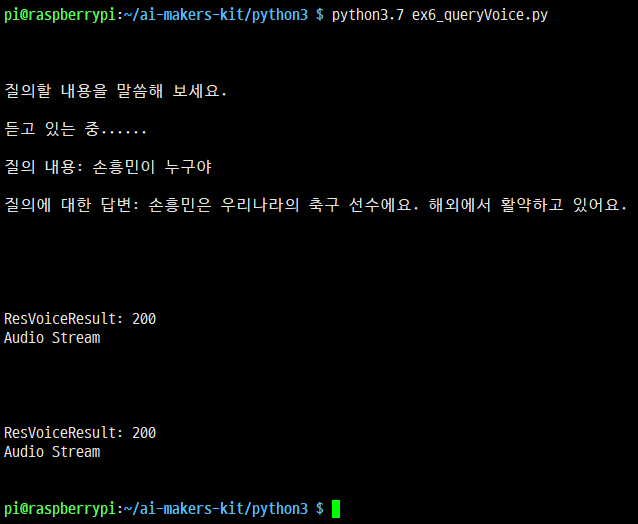 pi@raspberrypi:~/ai-makers-kit/python3 $ python3.7 ex6_queryVoice.py
질의할 내용을 말씀해 보세요.
듣고 있는 중......
질의 내용: 손흥민이 누구야
질의에 대한 답변: 손흥민은 우리나라의 축구 선수에요. 해외에서 활약하고 있어요.
ResVoiceResult: 200
Audio Stream
ResVoiceResult: 200
Audio Stream
pi@raspberrypi:~/ai-makers-kit/python3 $